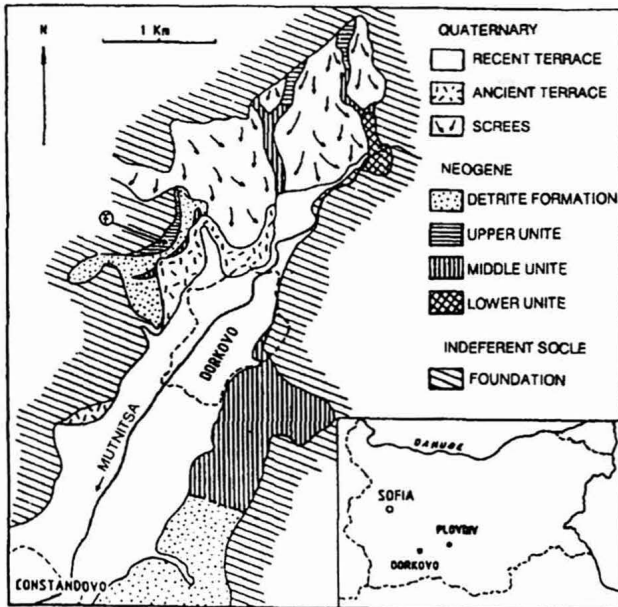 N
1 Km
QUATERNARY
RECENT TERRACE
ANCIENT TERRACE
SCREES
NEOGENE
DETRITE FORMATION
UPPER UNITE
MIDDLE UNITE
LOWER UNITE
INDEFERENT SOCLE
FOUNDATION
DORKOVO
MUTNITSA
CONSTANDOVO
DANUBE
SOFIA
PLOVDIV
DORKOVO